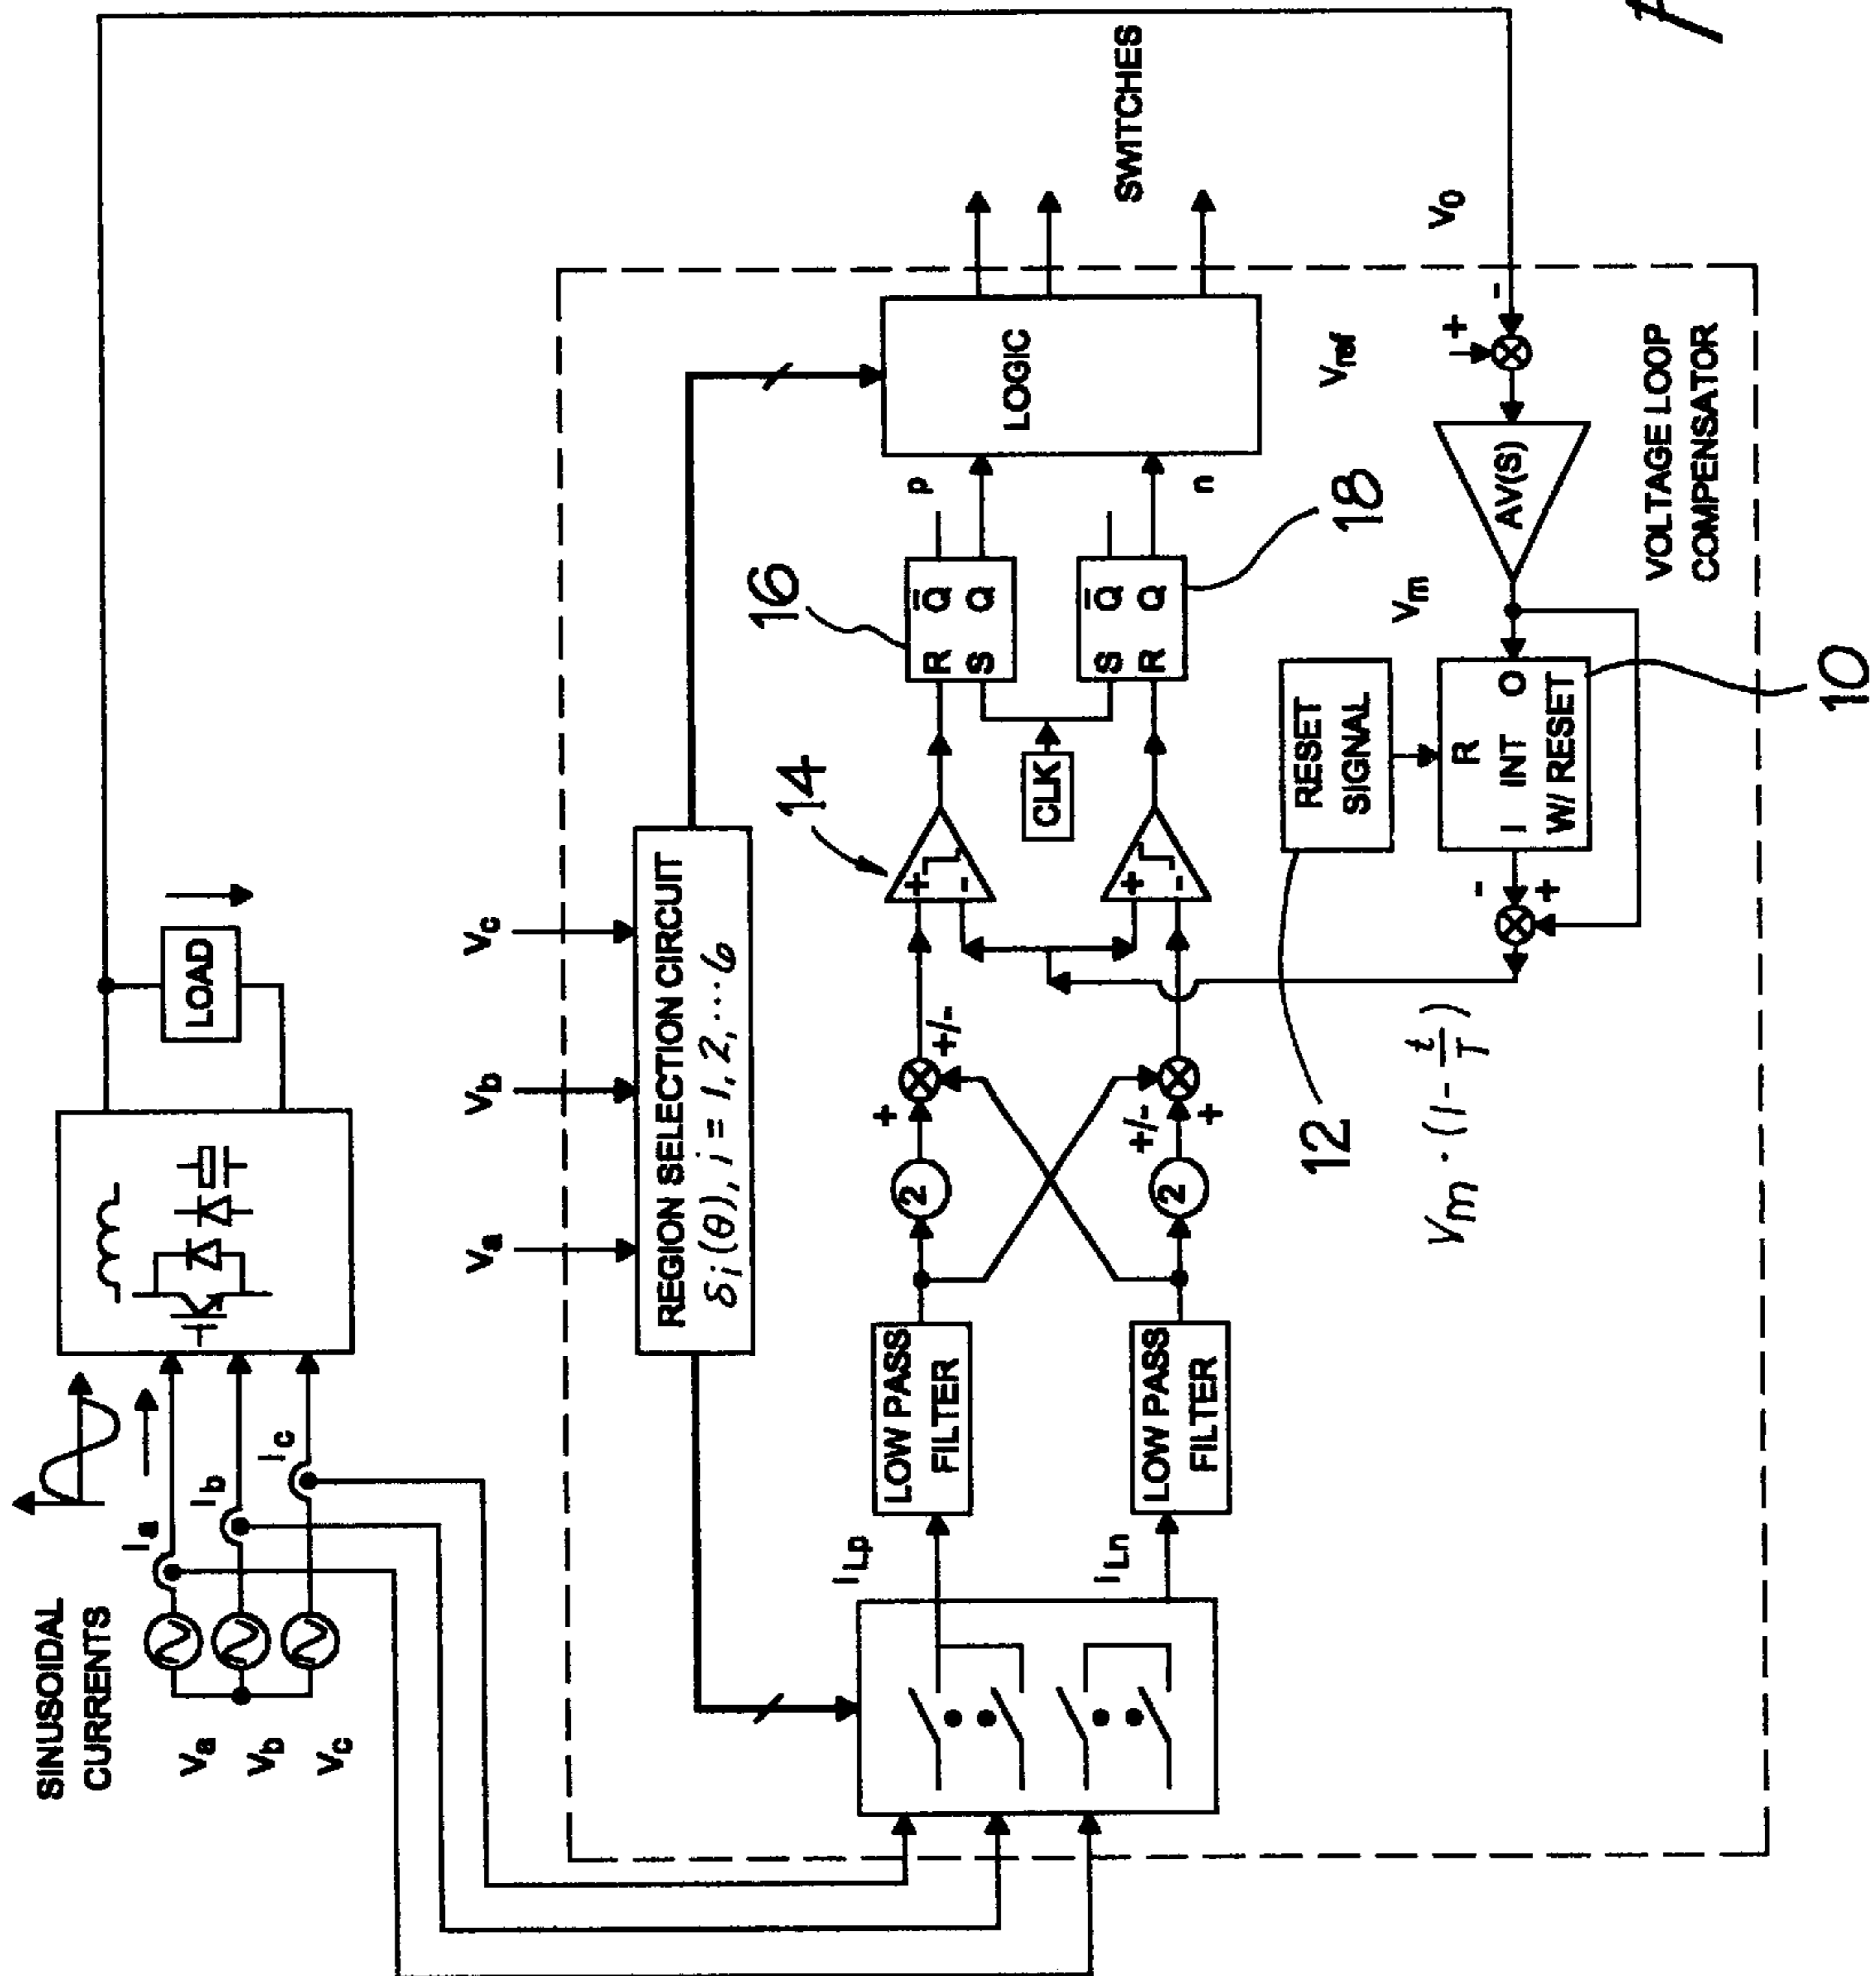 SINUSOIDAL
CURRENTS
Va
Vb
Vc
Ia
Ib
Ic
LOAD
Va
Vb
Vc
REGION SELECTION CIRCUIT
δi(θ), i = 1, 2, ... 6
ILp
ILn
LOW PASS
FILTER
LOW PASS
FILTER
2
2
+
+/-
+/-
+
14
+
-
+
-
CLK
16
R Q̅
S Q
S Q̅
R Q
18
p
n
LOGIC
SWITCHES
12
Vm · (1 - t/T)
RESET
SIGNAL
R
I INT O
W/ RESET
10
-
+
Vm
AV(S)
Vref
+
-
V0
VOLTAGE LOOP
COMPENSATOR